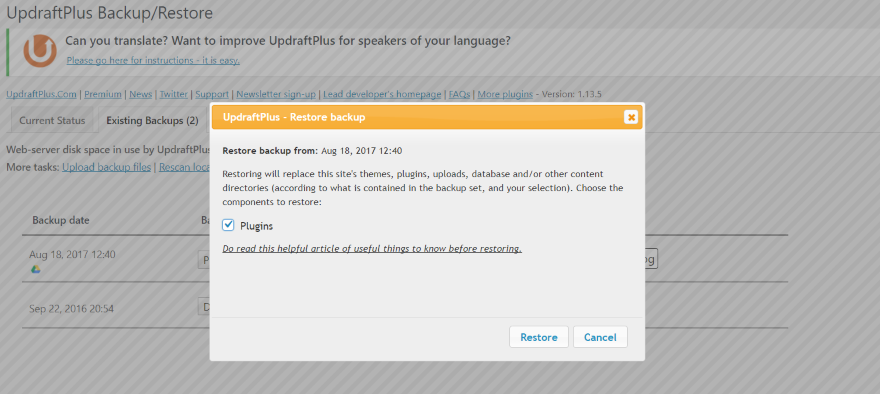 UpdraftPlus Backup/Restore
Can you translate? Want to improve UpdraftPlus for speakers of your language?
Please go here for instructions - it is easy.
UpdraftPlus.Com | Premium | News | Twitter | Support | Newsletter sign-up | Lead developer's homepage | FAQs | More plugins - Version: 1.13.5
Current Status
Existing Backups (2)
UpdraftPlus - Restore backup
Web-server disk space in use by UpdraftPlus
More tasks: Upload backup files | Rescan loca
Restore backup from: Aug 18, 2017 12:40
Restoring will replace this site's themes, plugins, uploads, database and/or other content
directories (according to what is contained in the backup set, and your selection). Choose the
components to restore:
Plugins
Do read this helpful article of useful things to know before restoring.
Restore
Cancel
Backup date
Ba
Aug 18, 2017 12:40
P
og
Sep 22, 2016 20:54
D